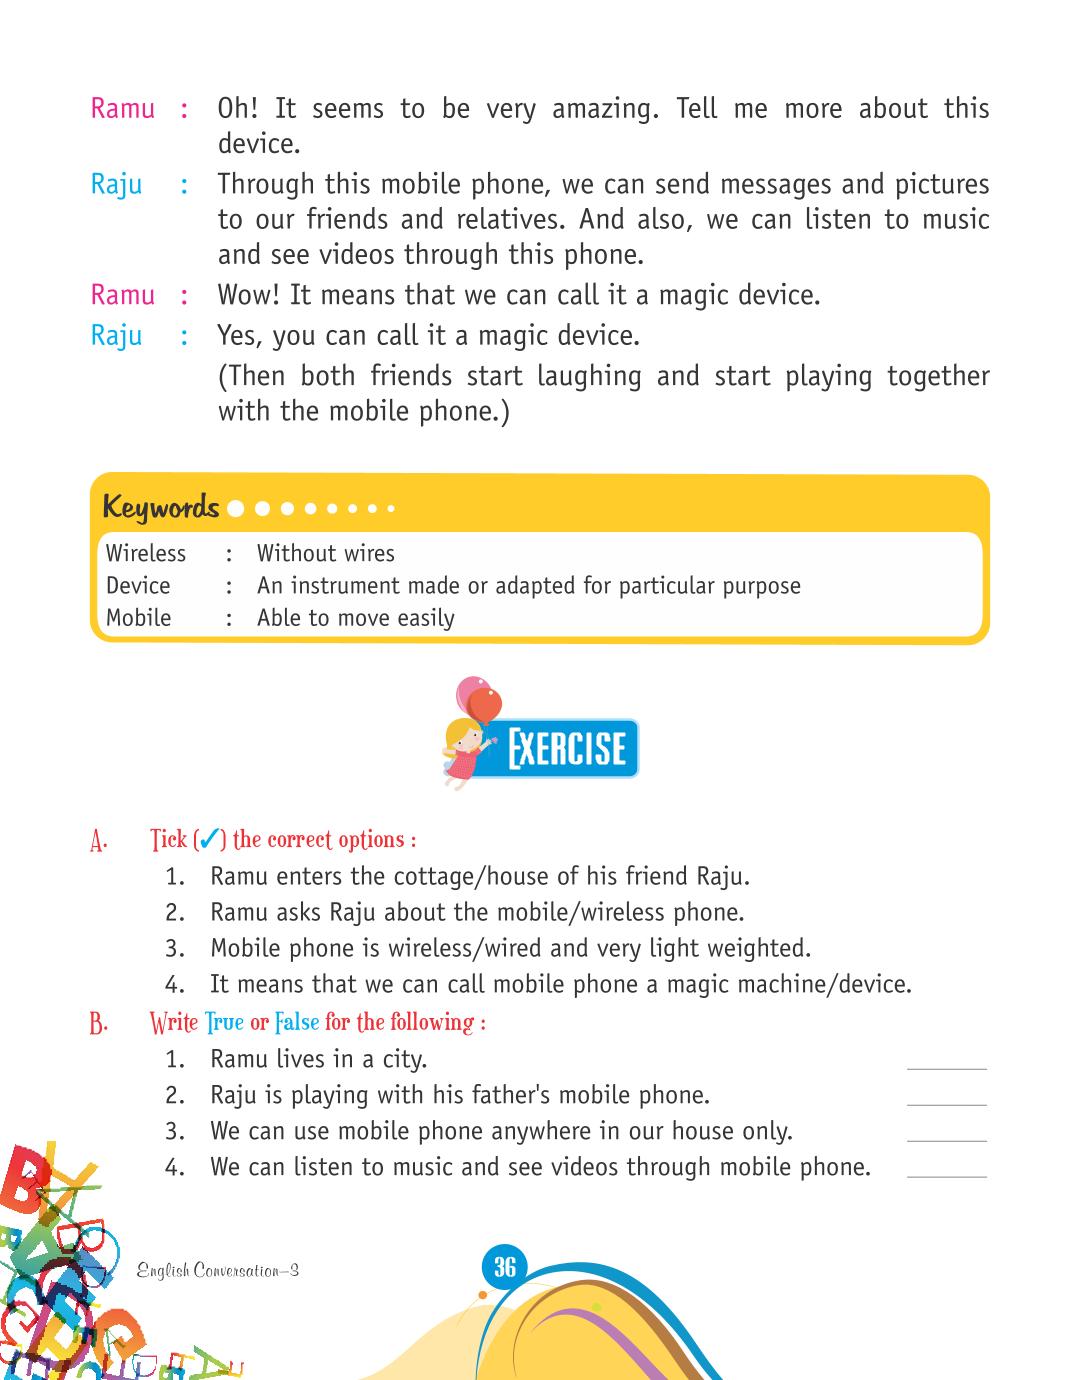 Ramu : Oh! It seems to be very amazing. Tell me more about this
device.
Raju : Through this mobile phone, we can send messages and pictures
to our friends and relatives. And also, we can listen to music
and see videos through this phone.
Ramu : Wow! It means that we can call it a magic device.
Raju : Yes, you can call it a magic device.
(Then both friends start laughing and start playing together
with the mobile phone.)
Keywords
Wireless : Without wires
Device : An instrument made or adapted for particular purpose
Mobile : Able to move easily
EXERCISE
A. Tick (✓) the correct options :
1. Ramu enters the cottage/house of his friend Raju.
2. Ramu asks Raju about the mobile/wireless phone.
3. Mobile phone is wireless/wired and very light weighted.
4. It means that we can call mobile phone a magic machine/device.
B. Write True or False for the following :
1. Ramu lives in a city. ______
2. Raju is playing with his father's mobile phone. ______
3. We can use mobile phone anywhere in our house only. ______
4. We can listen to music and see videos through mobile phone. ______
English Conversation–3
36